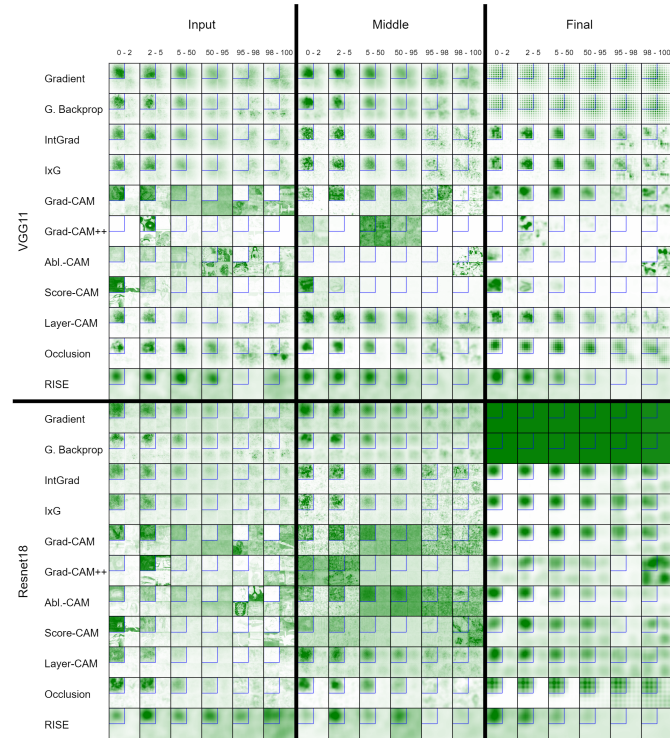 Input Middle Final
0 - 2 2 - 5 5 - 50 50 - 95 95 - 98 98 - 100 0 - 2 2 - 5 5 - 50 50 - 95 95 - 98 98 - 100 0 - 2 2 - 5 5 - 50 50 - 95 95 - 98 98 - 100
VGG11
Gradient
G. Backprop
IntGrad
IxG
Grad-CAM
Grad-CAM++
Abl.-CAM
Score-CAM
Layer-CAM
Occlusion
RISE
Resnet18
Gradient
G. Backprop
IntGrad
IxG
Grad-CAM
Grad-CAM++
Abl.-CAM
Score-CAM
Layer-CAM
Occlusion
RISE